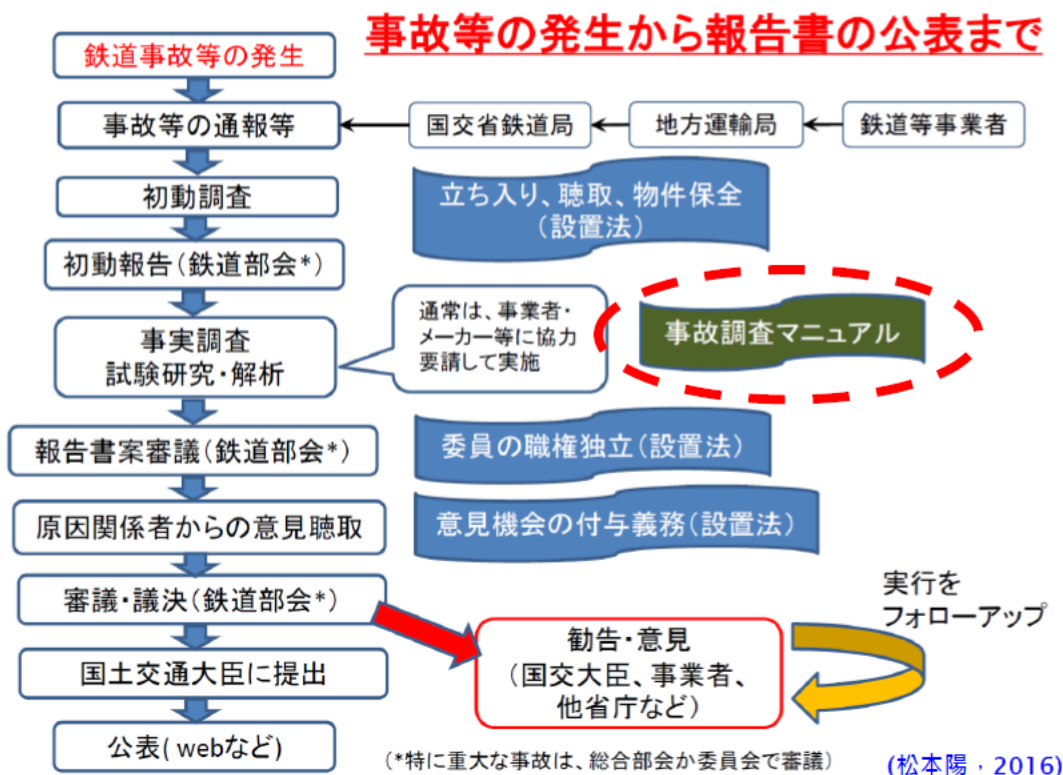 事故等の発生から報告書の公表まで
鉄道事故等の発生
事故等の通報等
国交省鉄道局
地方運輸局
鉄道等事業者
初動調査
立ち入り、聴取、物件保全
(設置法)
初動報告(鉄道部会*)
事実調査
試験研究・解析
通常は、事業者・
メーカー等に協力
要請して実施
事故調査マニュアル
報告書案審議(鉄道部会*)
委員の職権独立(設置法)
原因関係者からの意見聴取
意見機会の付与義務(設置法)
審議・議決(鉄道部会*)
勧告・意見
(国交大臣、事業者、
他省庁など)
実行を
フォローアップ
国土交通大臣に提出
公表( webなど)
(*特に重大な事故は、総合部会か委員会で審議)
(松本陽，2016)